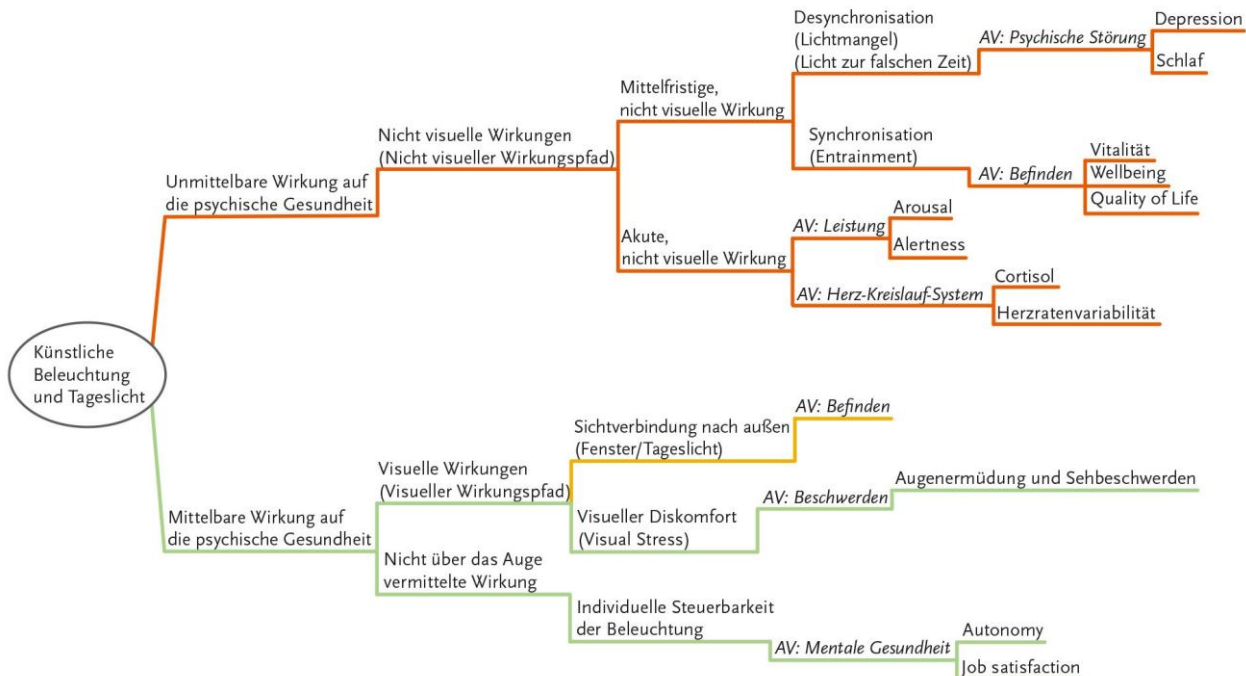 Künstliche
Beleuchtung
und Tageslicht
Unmittelbare Wirkung auf
die psychische Gesundheit
Nicht visuelle Wirkungen
(Nicht visueller Wirkungspfad)
Mittelfristige,
nicht visuelle Wirkung
Desynchronisation
(Lichtmangel)
(Licht zur falschen Zeit)
AV: Psychische Störung
Depression
Schlaf
Synchronisation
(Entrainment)
AV: Befinden
Vitalität
Wellbeing
Quality of Life
Akute,
nicht visuelle Wirkung
AV: Leistung
Arousal
Alertness
AV: Herz-Kreislauf-System
Cortisol
Herzratenvariabilität
Mittelbare Wirkung auf
die psychische Gesundheit
Visuelle Wirkungen
(Visueller Wirkungspfad)
Sichtverbindung nach außen
(Fenster/Tageslicht)
AV: Befinden
Visueller Diskomfort
(Visual Stress)
AV: Beschwerden
Augenermüdung und Sehbeschwerden
Nicht über das Auge
vermittelte Wirkung
Individuelle Steuerbarkeit
der Beleuchtung
AV: Mentale Gesundheit
Autonomy
Job satisfaction